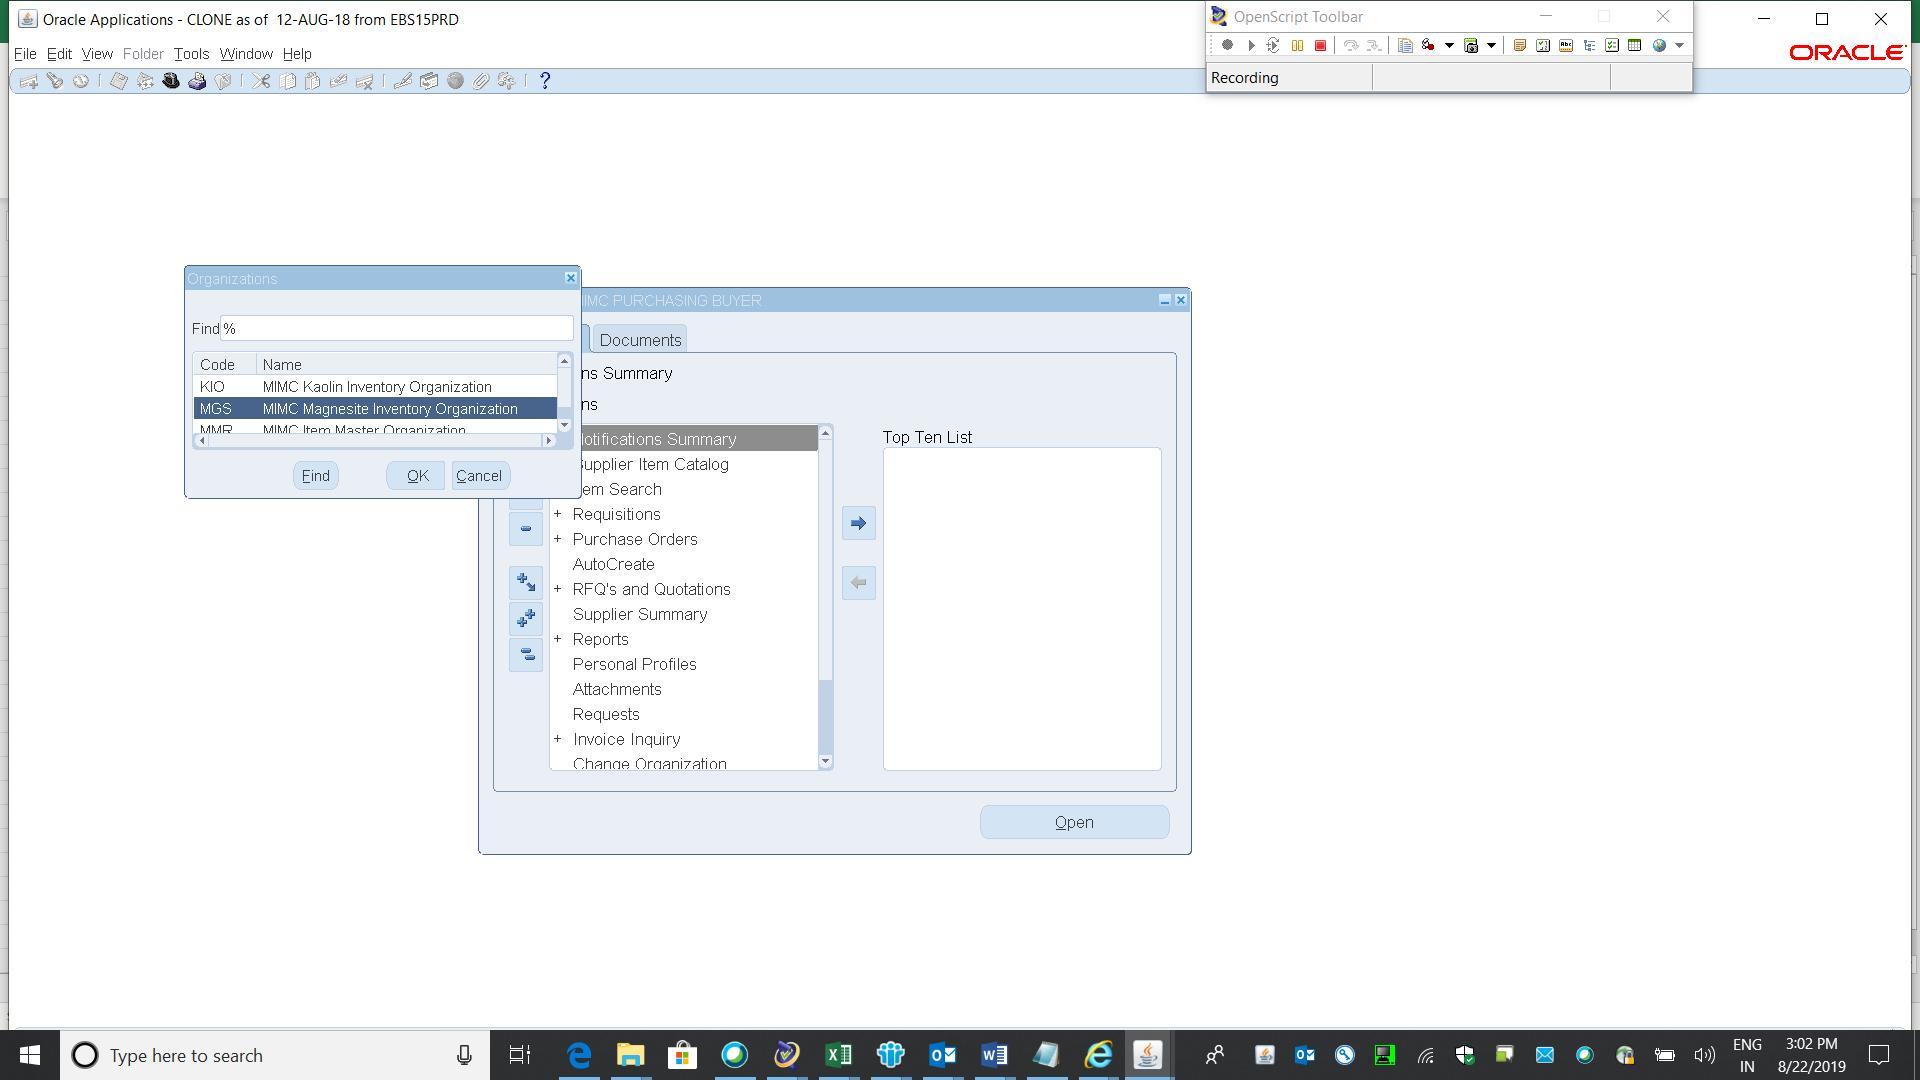 Oracle Applications - CLONE as of 12-AUG-18 from EBS15PRD
OpenScript Toolbar
File Edit View Folder Tools Window Help
ORACLE
Recording
Organizations
Find %
Code Name
KIO MIMC Kaolin Inventory Organization
MGS MIMC Magnesite Inventory Organization
MMR MIMC Item Master Organization
Find OK Cancel
IMC PURCHASING BUYER
Documents
ns Summary
ns
otifications Summary
upplier Item Catalog
em Search
+ Requisitions
+ Purchase Orders
AutoCreate
+ RFQ's and Quotations
Supplier Summary
+ Reports
Personal Profiles
Attachments
Requests
+ Invoice Inquiry
Change Organization
Top Ten List
Open
Type here to search
ENG
IN
3:02 PM
8/22/2019